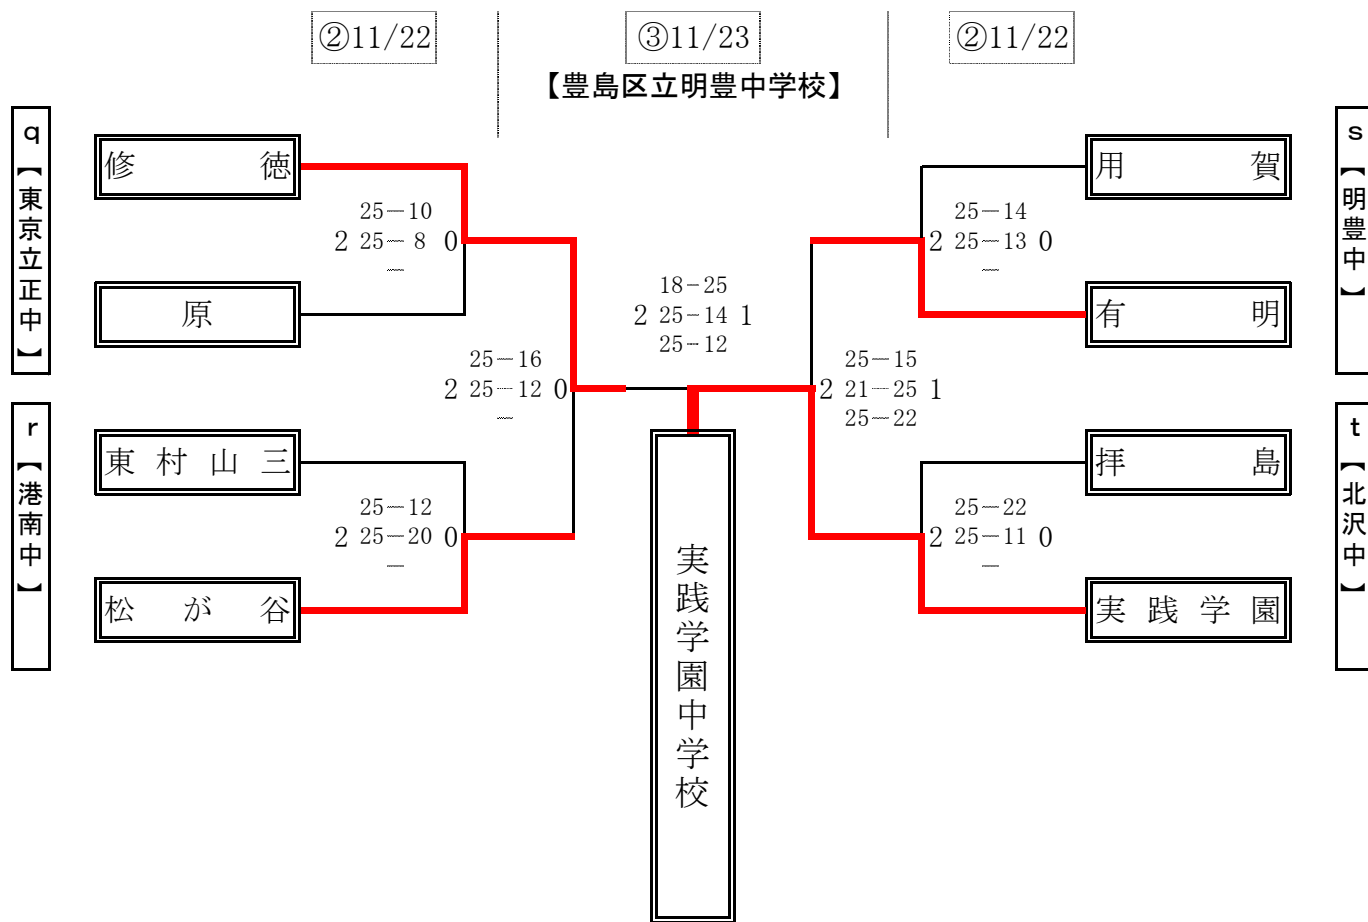 ②11/22
③11/23
②11/22
【豊島区立明豊中学校】
q【東京立正中】
修徳
25－10
2 25－8 0
－
原
25－16
2 25－12 0
－
r【港南中】
東村山三
25－12
2 25－20 0
－
松が谷
18－25
2 25－14 1
25－12
実践学園中学校
s【明豊中】
用賀
25－14
2 25－13 0
－
有明
25－15
2 21－25 1
25－22
t【北沢中】
拝島
25－22
2 25－11 0
－
実践学園